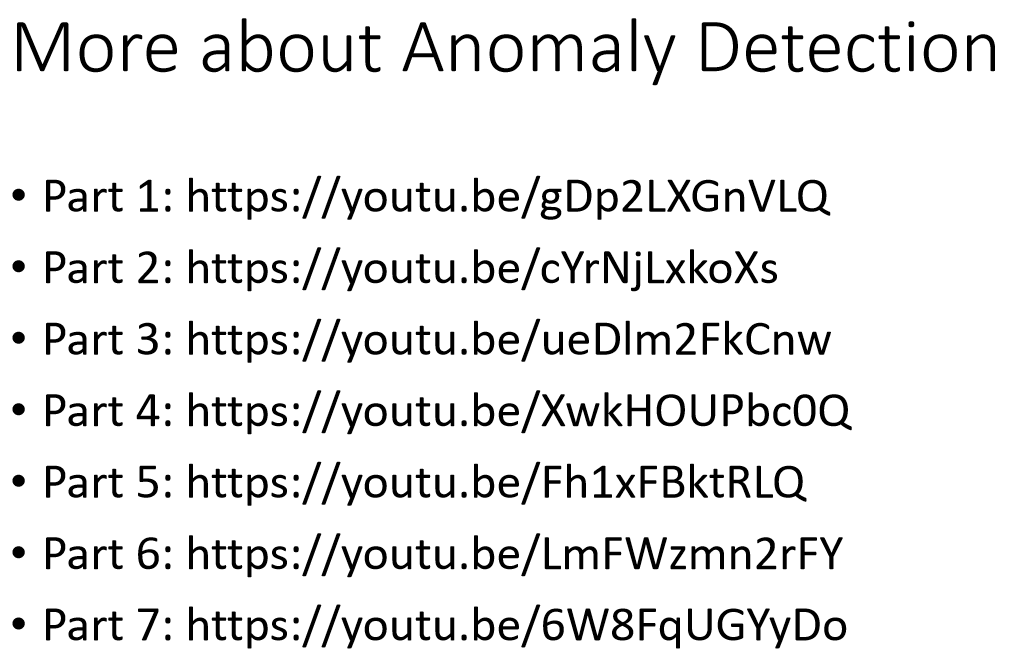 More about Anomaly Detection
• Part 1: https://youtu.be/gDp2LXGnVLQ
• Part 2: https://youtu.be/cYrNjLxkoXs
• Part 3: https://youtu.be/ueDlm2FkCnw
• Part 4: https://youtu.be/XwkHOUPbc0Q
• Part 5: https://youtu.be/Fh1xFBktRLQ
• Part 6: https://youtu.be/LmFWzmn2rFY
• Part 7: https://youtu.be/6W8FqUGYyDo